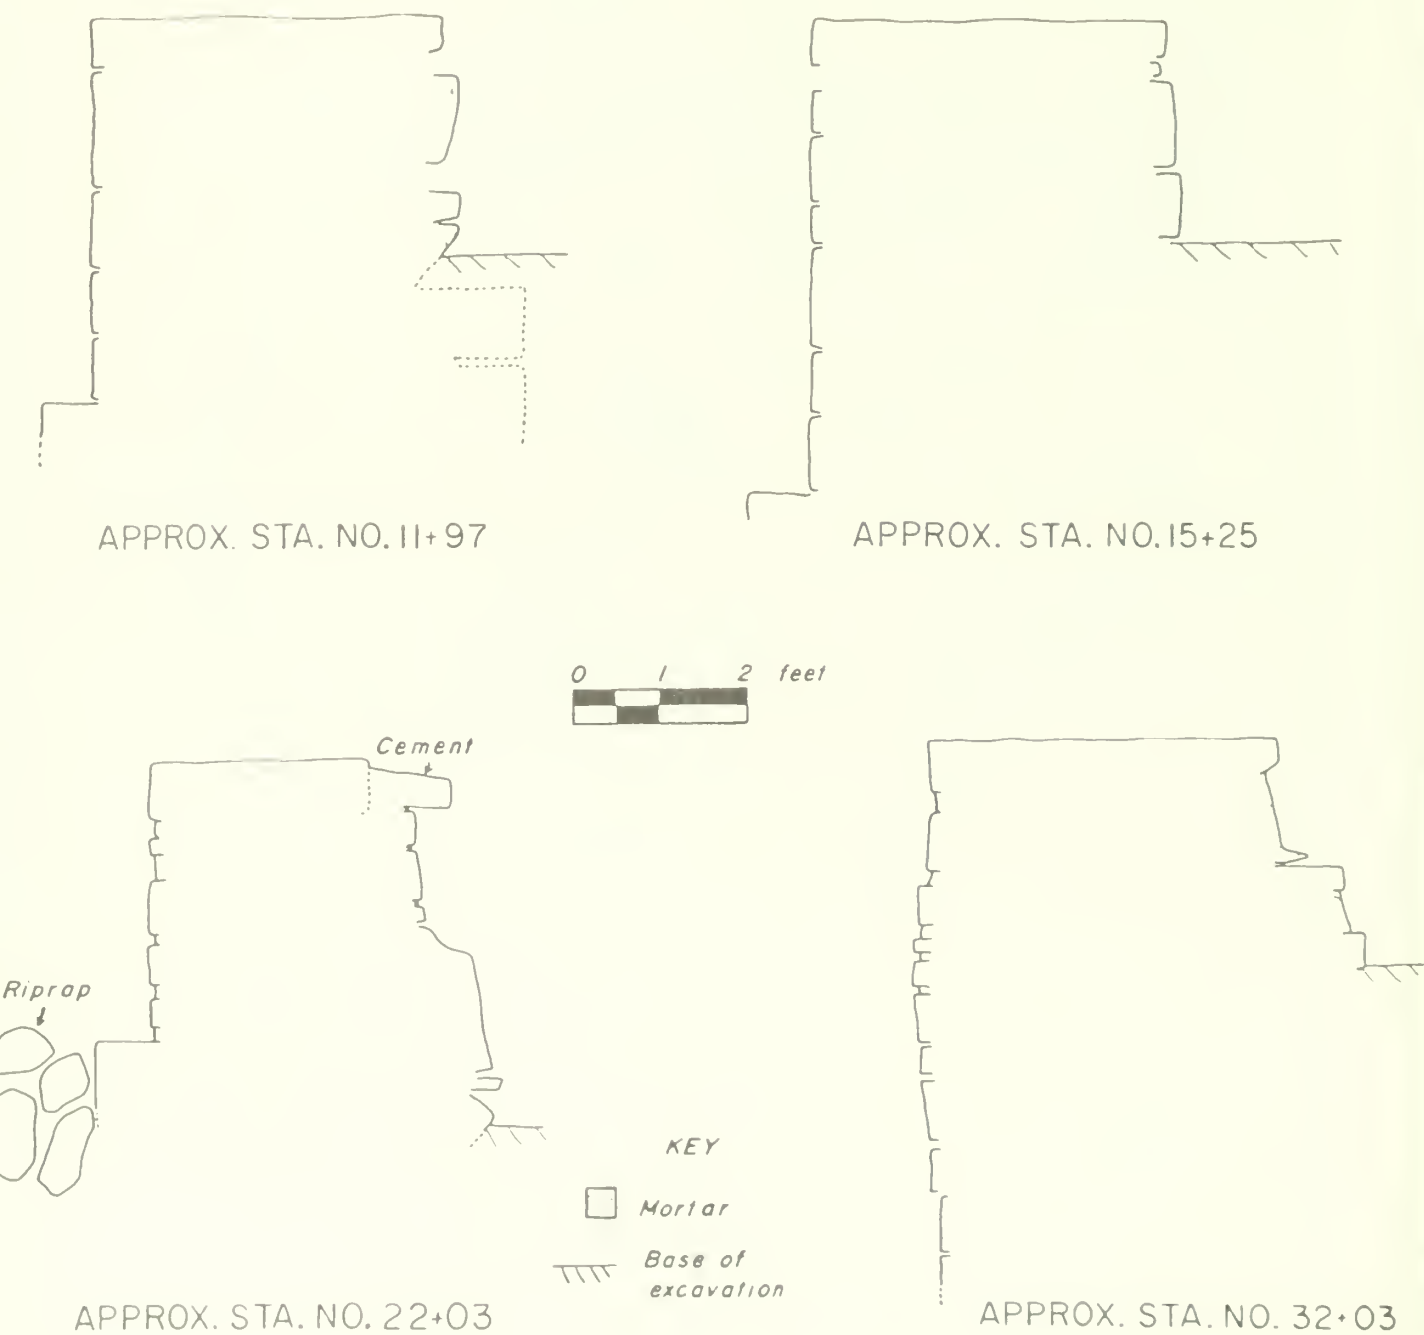 APPROX. STA. NO. 11+97
APPROX. STA. NO. 15+25
0 1 2 feet
Cement
Riprap
KEY
Mortar
Base of
excavation
APPROX. STA. NO. 22+03
APPROX. STA. NO. 32+03